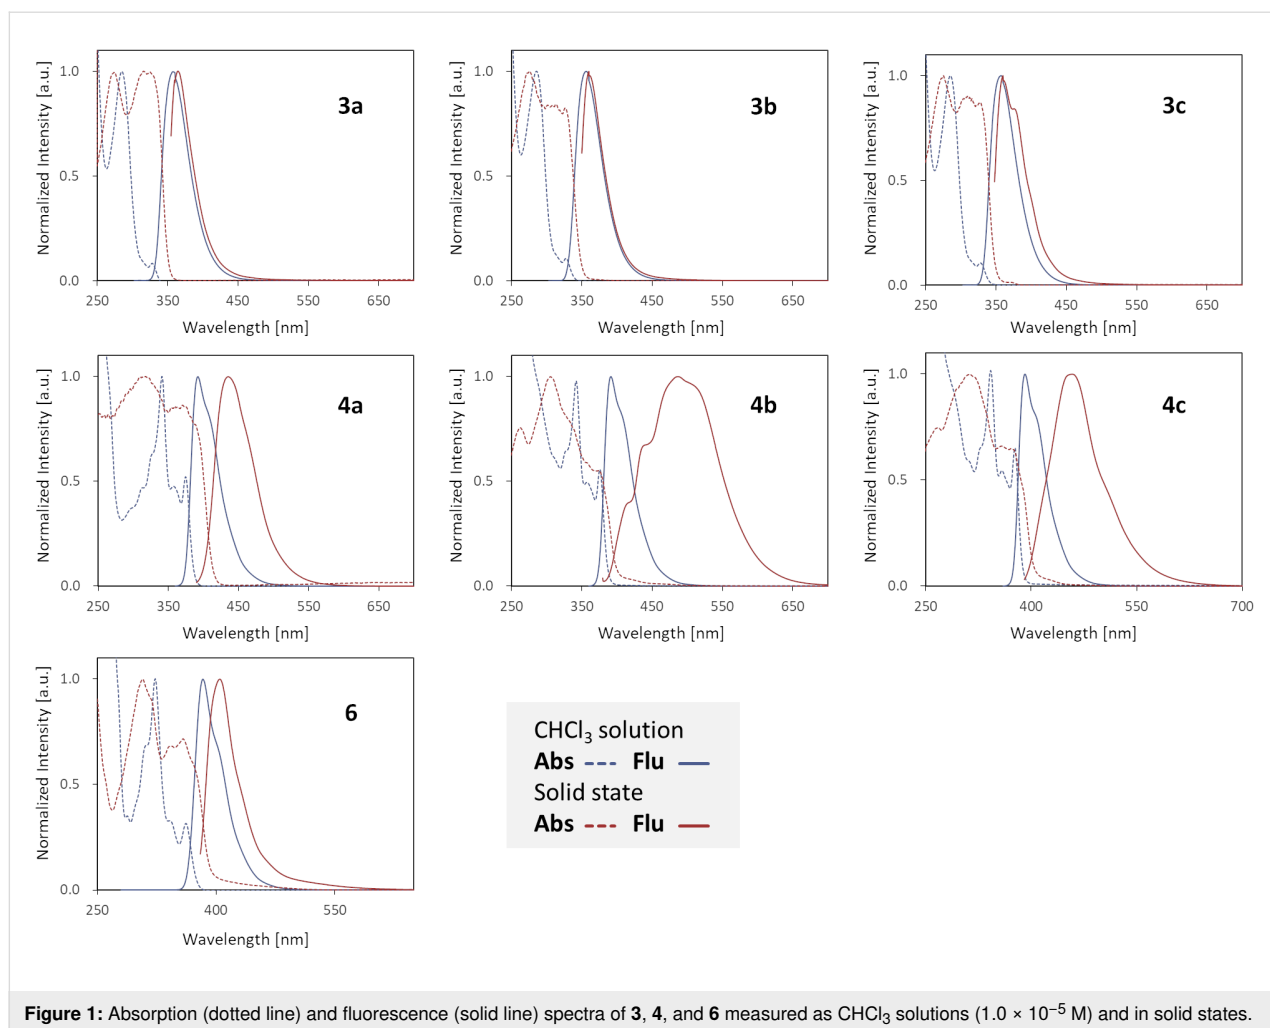 Normalized Intensity [a.u.]
1.0
0.5
0.0
250 350 450 550 650
Wavelength [nm]
3a
Normalized Intensity [a.u.]
1.0
0.5
0.0
250 350 450 550 650
Wavelength [nm]
3b
Normalized Intensity [a.u.]
1.0
0.5
0.0
250 350 450 550 650
Wavelength [nm]
3c
Normalized Intensity [a.u.]
1.0
0.5
0.0
250 350 450 550 650
Wavelength [nm]
4a
Normalized Intensity [a.u.]
1.0
0.5
0.0
250 350 450 550 650
Wavelength [nm]
4b
Normalized Intensity [a.u.]
1.0
0.5
0.0
250 400 550 700
Wavelength [nm]
4c
Normalized Intensity [a.u.]
1.0
0.5
0.0
250 400 550
Wavelength [nm]
6
CHCl₃ solution
Abs Flu
Solid state
Abs Flu
Figure 1: Absorption (dotted line) and fluorescence (solid line) spectra of 3, 4, and 6 measured as CHCl₃ solutions (1.0 × 10⁻⁵ M) and in solid states.